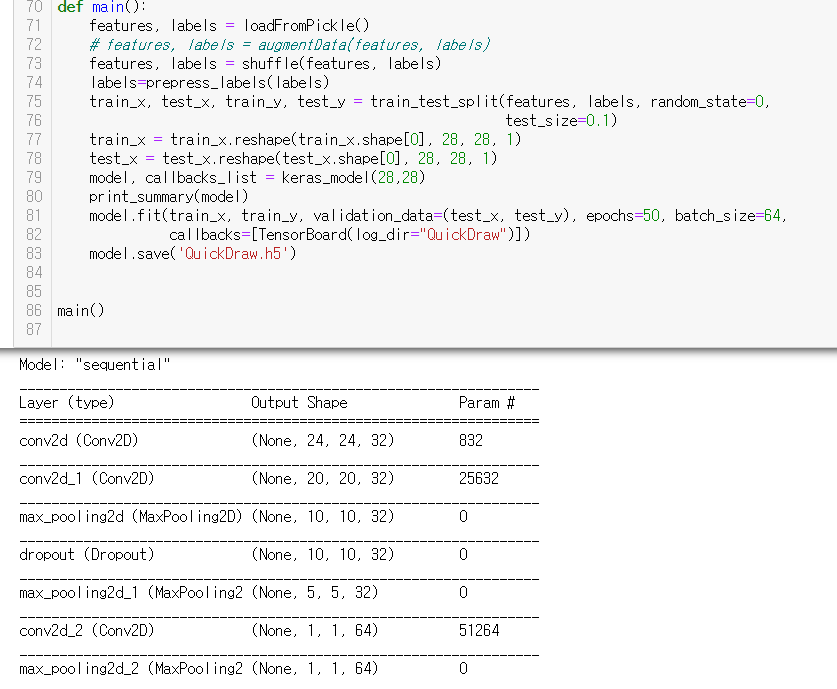 70 def main():
71     features, labels = loadFromPickle()
72     # features, labels = augmentData(features, labels)
73     features, labels = shuffle(features, labels)
74     labels=prepress_labels(labels)
75     train_x, test_x, train_y, test_y = train_test_split(features, labels, random_state=0,
76                                                         test_size=0.1)
77     train_x = train_x.reshape(train_x.shape[0], 28, 28, 1)
78     test_x = test_x.reshape(test_x.shape[0], 28, 28, 1)
79     model, callbacks_list = keras_model(28,28)
80     print_summary(model)
81     model.fit(train_x, train_y, validation_data=(test_x, test_y), epochs=50, batch_size=64,
82               callbacks=[TensorBoard(log_dir="QuickDraw")])
83     model.save('QuickDraw.h5')
84
85
86 main()
87
Model: "sequential"
_________________________________________________________________
Layer (type)                 Output Shape              Param #
=================================================================
conv2d (Conv2D)              (None, 24, 24, 32)        832
_________________________________________________________________
conv2d_1 (Conv2D)            (None, 20, 20, 32)        25632
_________________________________________________________________
max_pooling2d (MaxPooling2D) (None, 10, 10, 32)        0
_________________________________________________________________
dropout (Dropout)            (None, 10, 10, 32)        0
_________________________________________________________________
max_pooling2d_1 (MaxPooling2 (None, 5, 5, 32)          0
_________________________________________________________________
conv2d_2 (Conv2D)            (None, 1, 1, 64)          51264
_________________________________________________________________
max_pooling2d_2 (MaxPooling2 (None, 1, 1, 64)          0